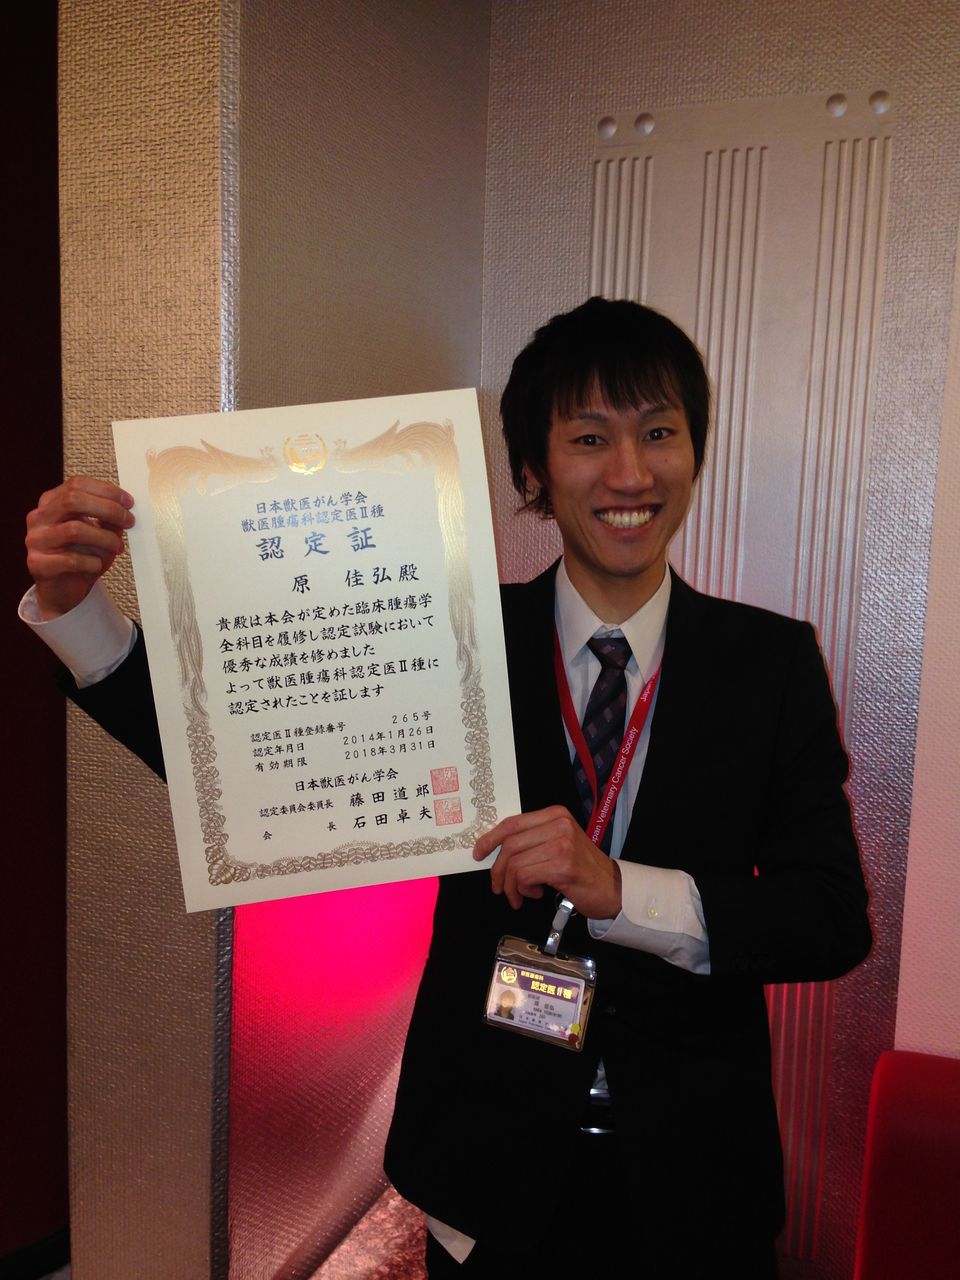 日本獣医がん学会
獣医腫瘍科認定医Ⅱ種
認定証
原 佳弘殿
貴殿は本会が定めた臨床腫瘍学
全科目を履修し認定試験において
優秀な成績を修めました
よって獣医腫瘍科認定医Ⅱ種に
認定されたことを証します
認定医Ⅱ種登録番号 265号
認定年月日 2014年1月26日
有効期限 2018年3月31日
日本獣医がん学会
認定委員会委員長 藤田道郎
会長 石田卓夫
Japan
pan Veterinary Cancer Society
獣医腫瘍科
認定医Ⅱ種